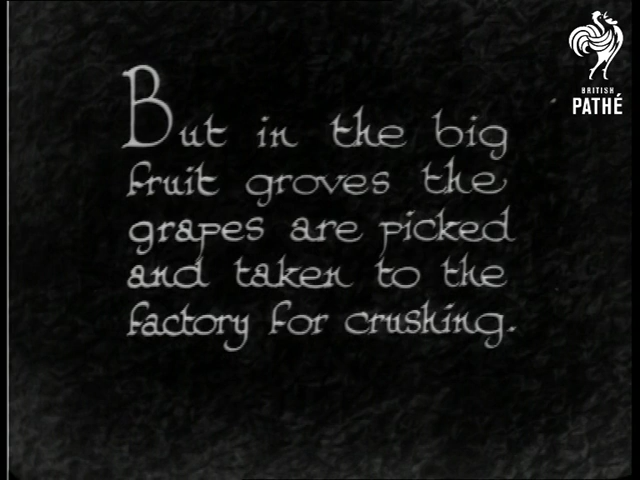 BRITISH
PATHÉ
But in the big
fruit groves the
grapes are picked
and taken to the
factory for crushing.